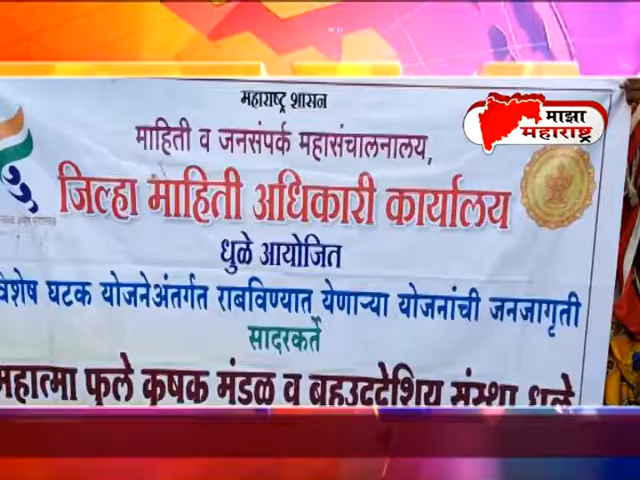 महाराष्ट्र शासन
माहिती व जनसंपर्क महासंचालनालय,
माझा
महाराष्ट्र
जिल्हा माहिती अधिकारी कार्यालय
धुळे आयोजित
विशेष घटक योजनेअंतर्गत राबविण्यात येणाऱ्या योजनांची जनजागृती
सादरकर्ते
महात्मा फुले कृषक मंडळ व बहुउद्देशिय संस्था धुळे